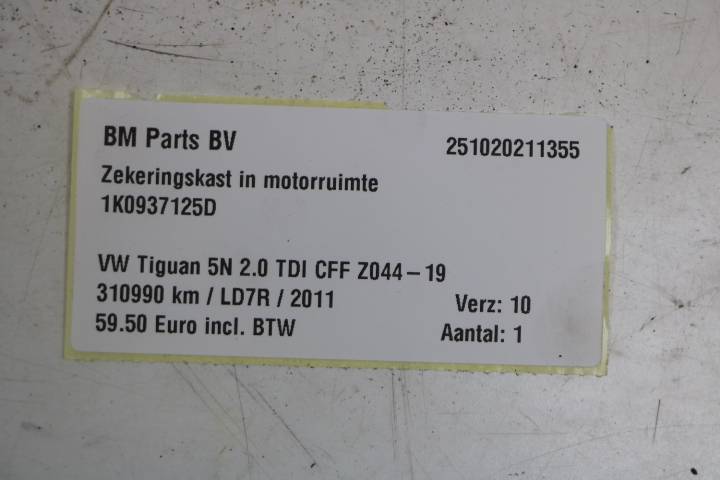 BM Parts BV
251020211355
Zekeringskast in motorruimte
1K0937125D
VW Tiguan 5N 2.0 TDI CFF Z044-19
310990 km / LD7R / 2011
Verz: 10
59.50 Euro incl. BTW
Aantal: 1